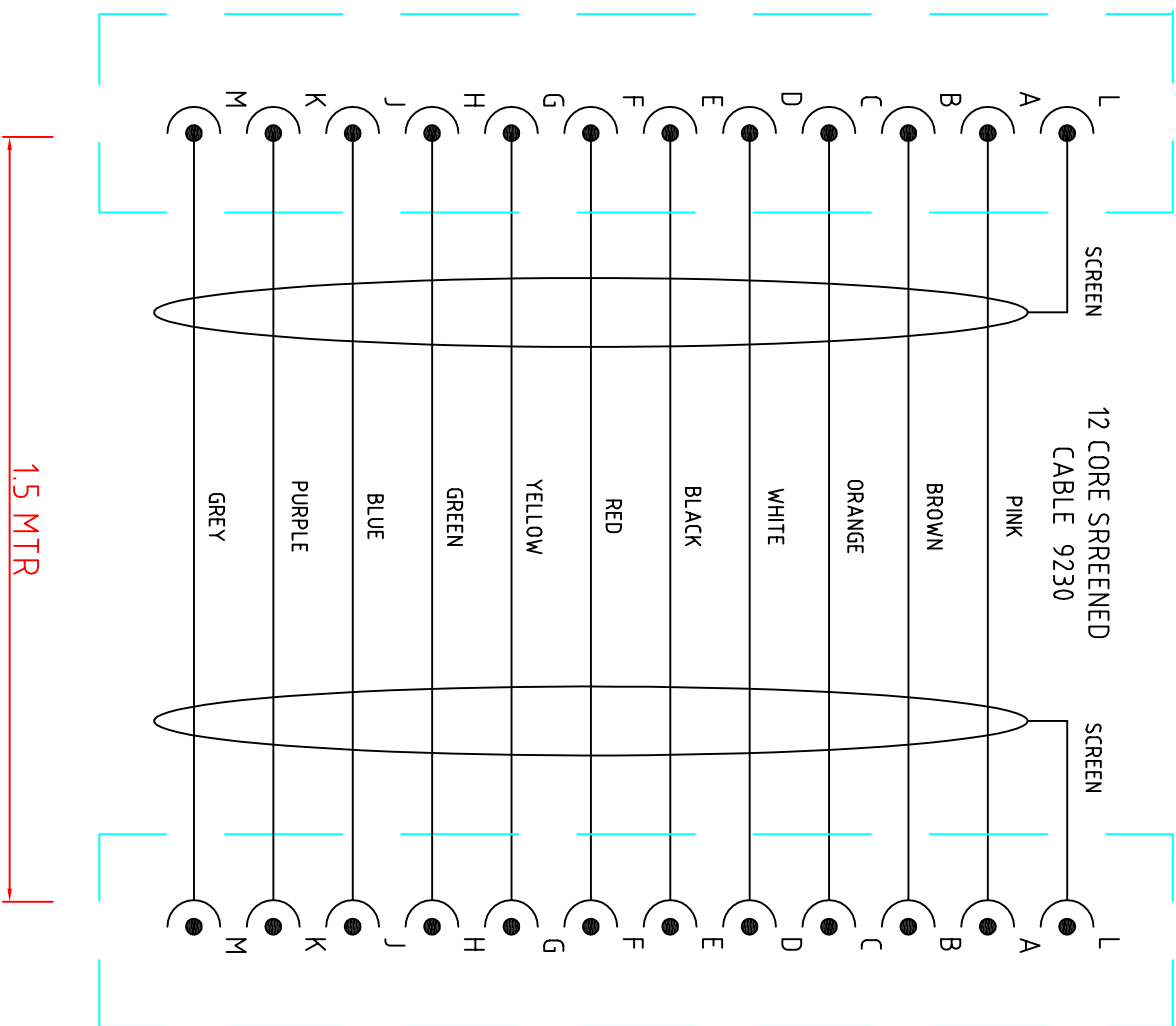 L SCREEN 12 CORE SRREENED SCREEN L
CABLE 9230
A PINK A
B BROWN B
C ORANGE C
D WHITE D
E BLACK E
F RED F
G YELLOW G
H GREEN H
J BLUE J
K PURPLE K
M GREY M
1.5 MTR